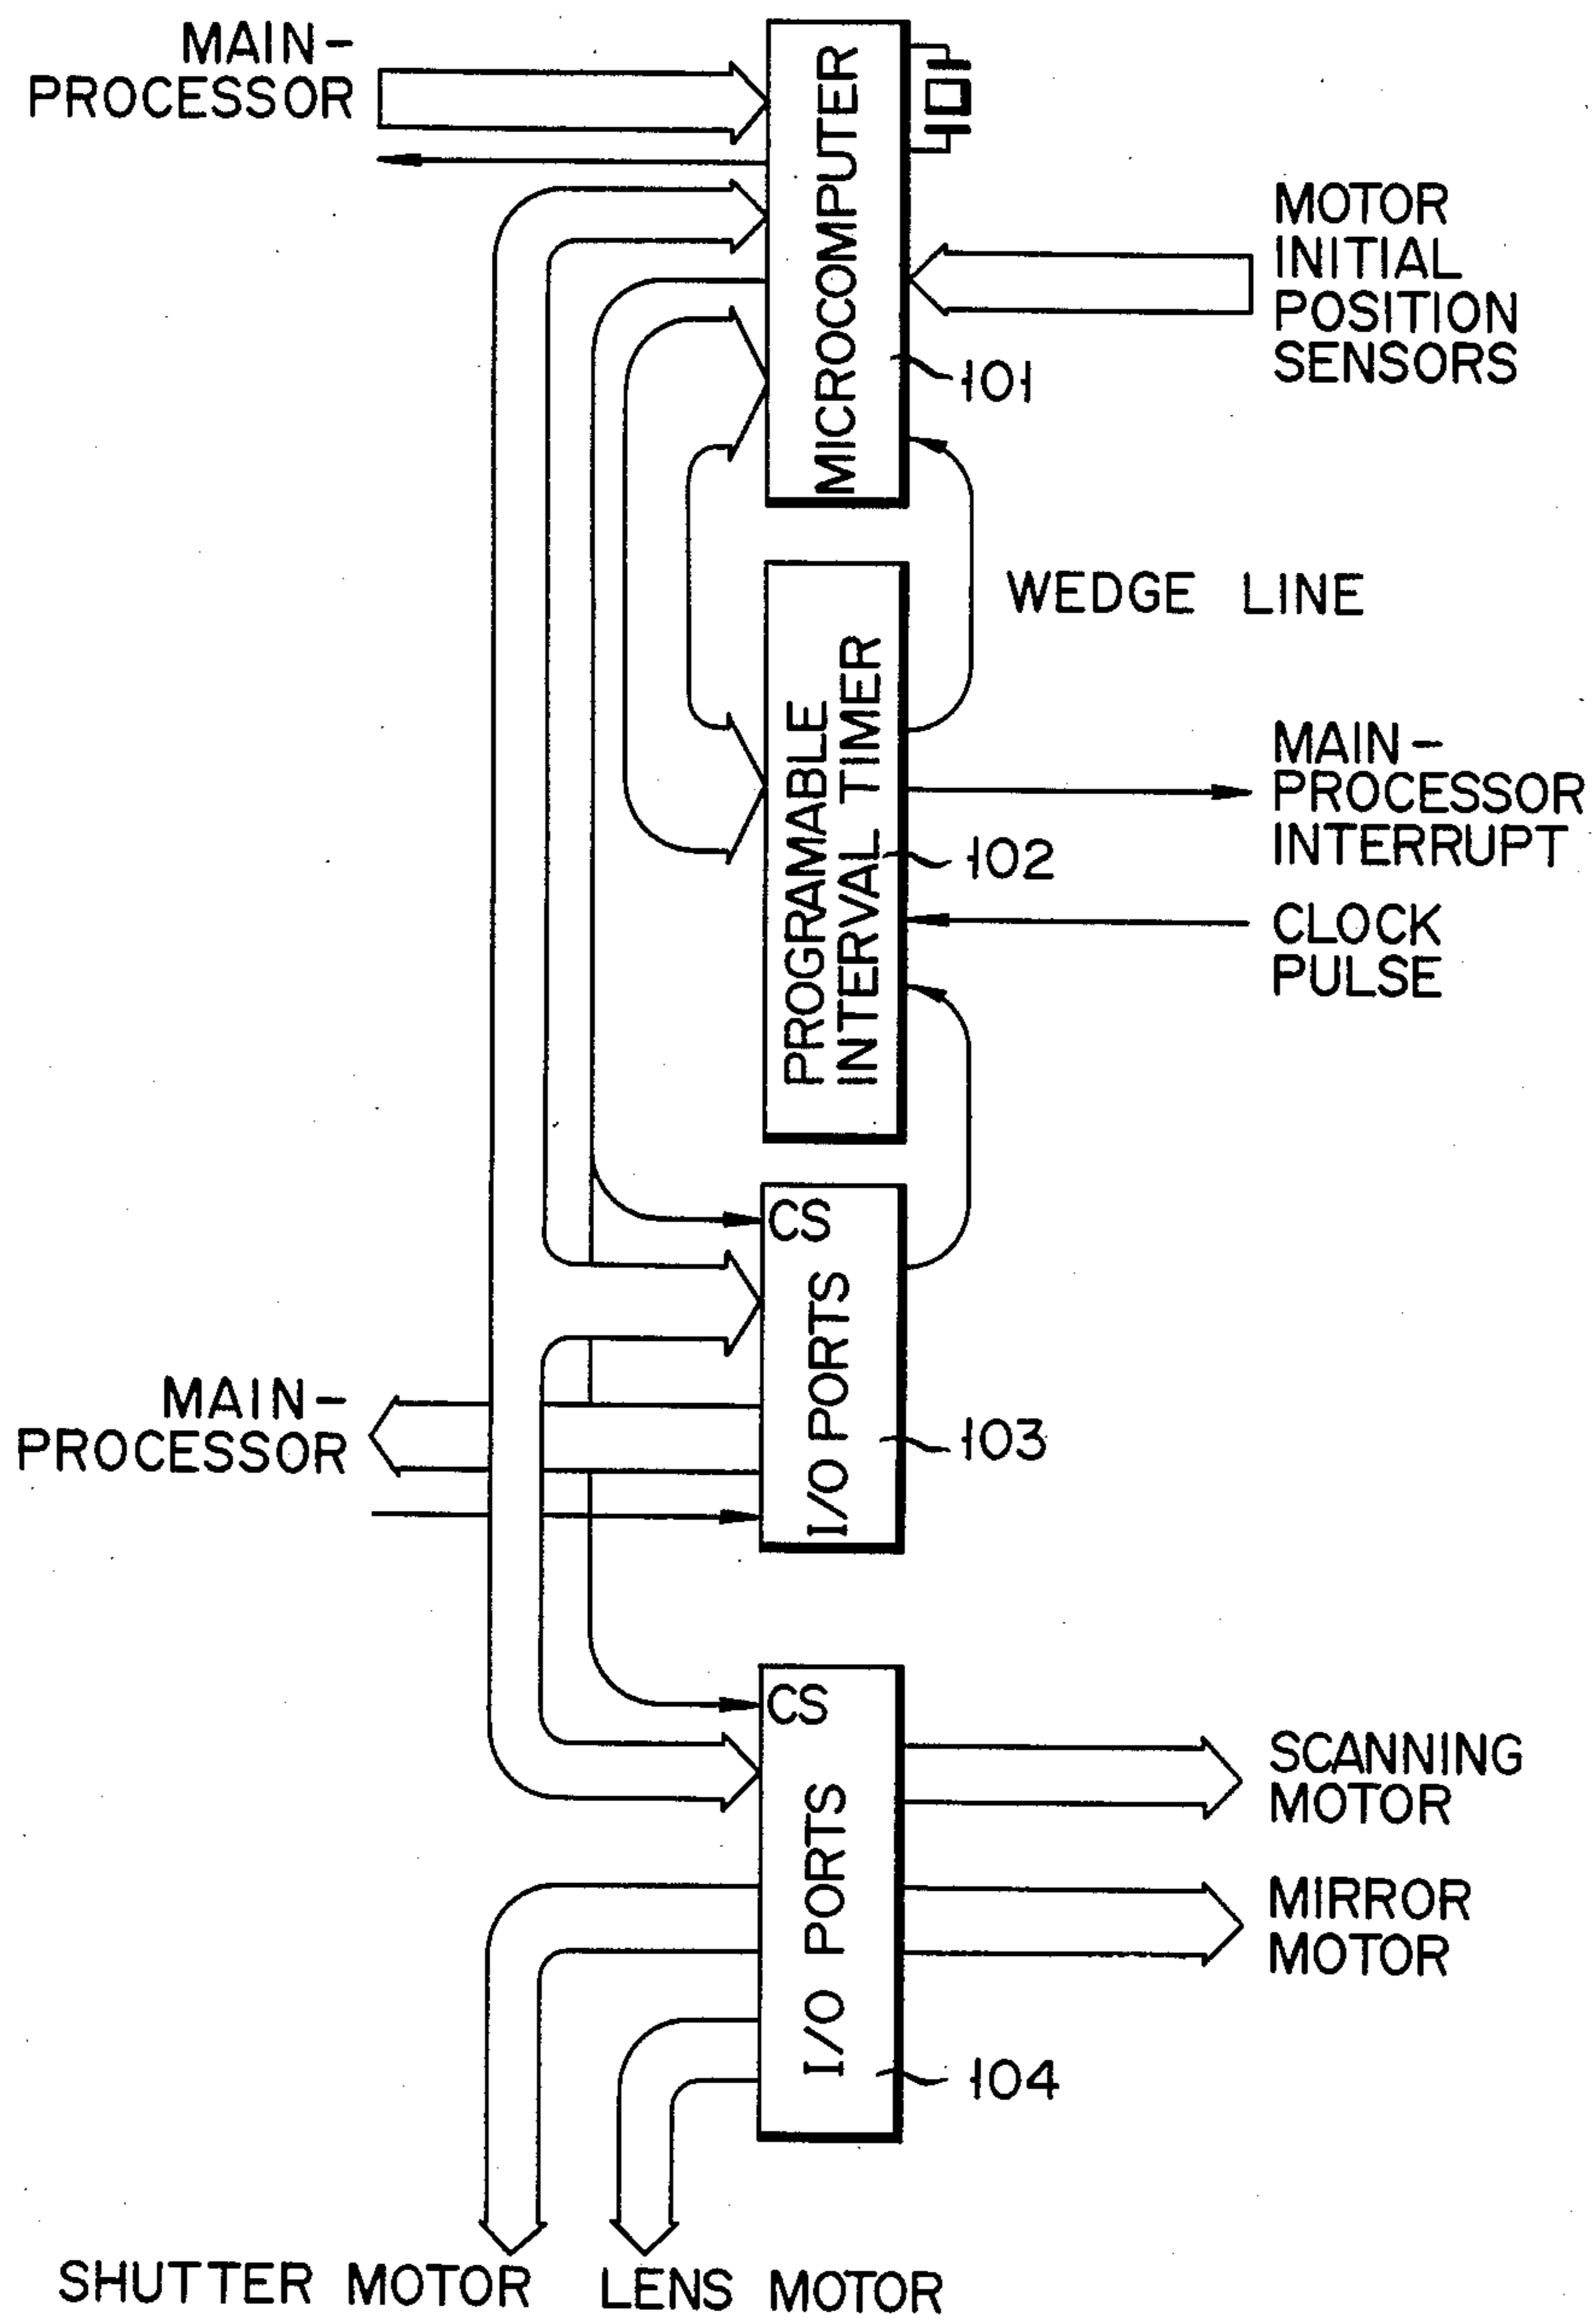 MAIN-
PROCESSOR
MICROCOMPUTER
MOTOR
INITIAL
POSITION
SENSORS
101
WEDGE LINE
PROGRAMABLE
INTERVAL TIMER
MAIN-
PROCESSOR
INTERRUPT
102
CLOCK
PULSE
CS
I/O PORTS
MAIN-
PROCESSOR
103
CS
I/O PORTS
SCANNING
MOTOR
MIRROR
MOTOR
104
SHUTTER MOTOR
LENS MOTOR